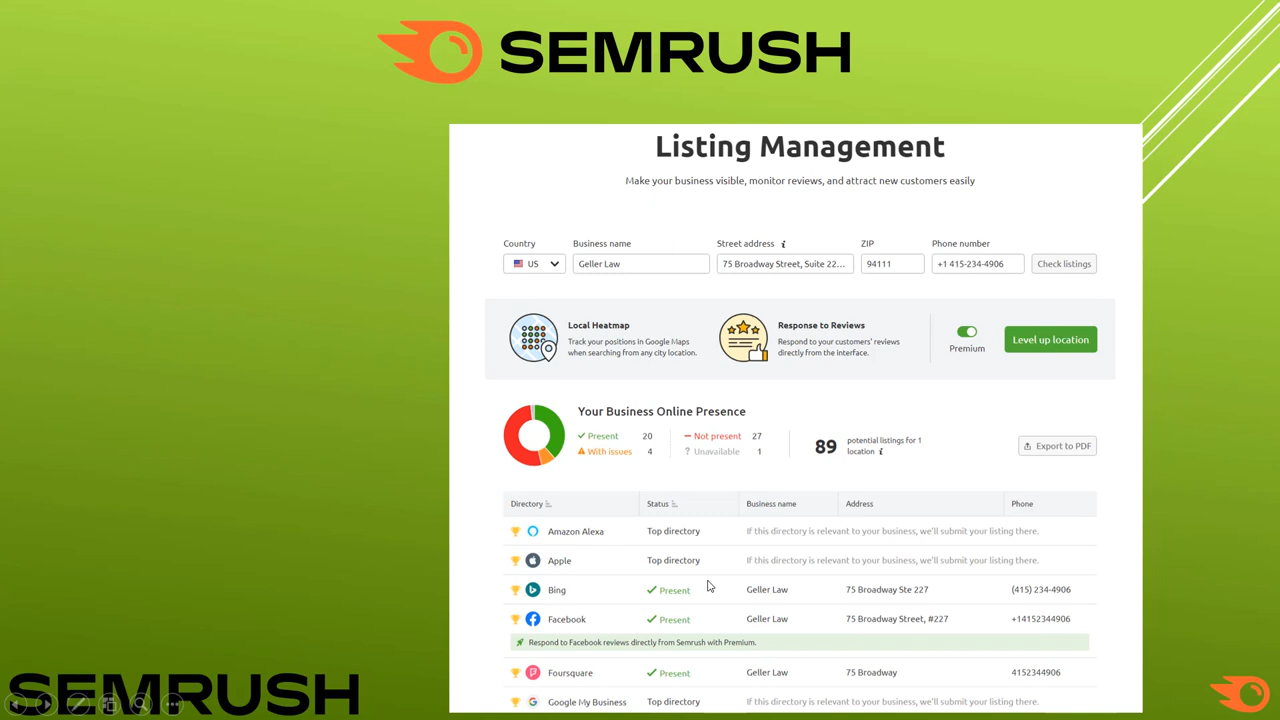 SEMRUSH
Listing Management
Make your business visible, monitor reviews, and attract new customers easily
Country Business name Street address i ZIP Phone number
US Geller Law 75 Broadway Street, Suite 22... 94111 +1 415-234-4906 Check listings
Local Heatmap
Track your positions in Google Maps
when searching from any city location.
Response to Reviews
Respond to your customers' reviews
directly from the interface.
Premium
Level up location
Your Business Online Presence
Present 20 Not present 27
With issues 4 ? Unavailable 1
89 potential listings for 1
location i
Export to PDF
Directory Status Business name Address Phone
Amazon Alexa Top directory If this directory is relevant to your business, we'll submit your listing there.
Apple Top directory If this directory is relevant to your business, we'll submit your listing there.
Bing Present Geller Law 75 Broadway Ste 227 (415) 234-4906
Facebook Present Geller Law 75 Broadway Street, #227 +14152344906
Respond to Facebook reviews directly from Semrush with Premium.
Foursquare Present Geller Law 75 Broadway 4152344906
Google My Business Top directory If this directory is relevant to your business, we'll submit your listing there.
SEMRUSH